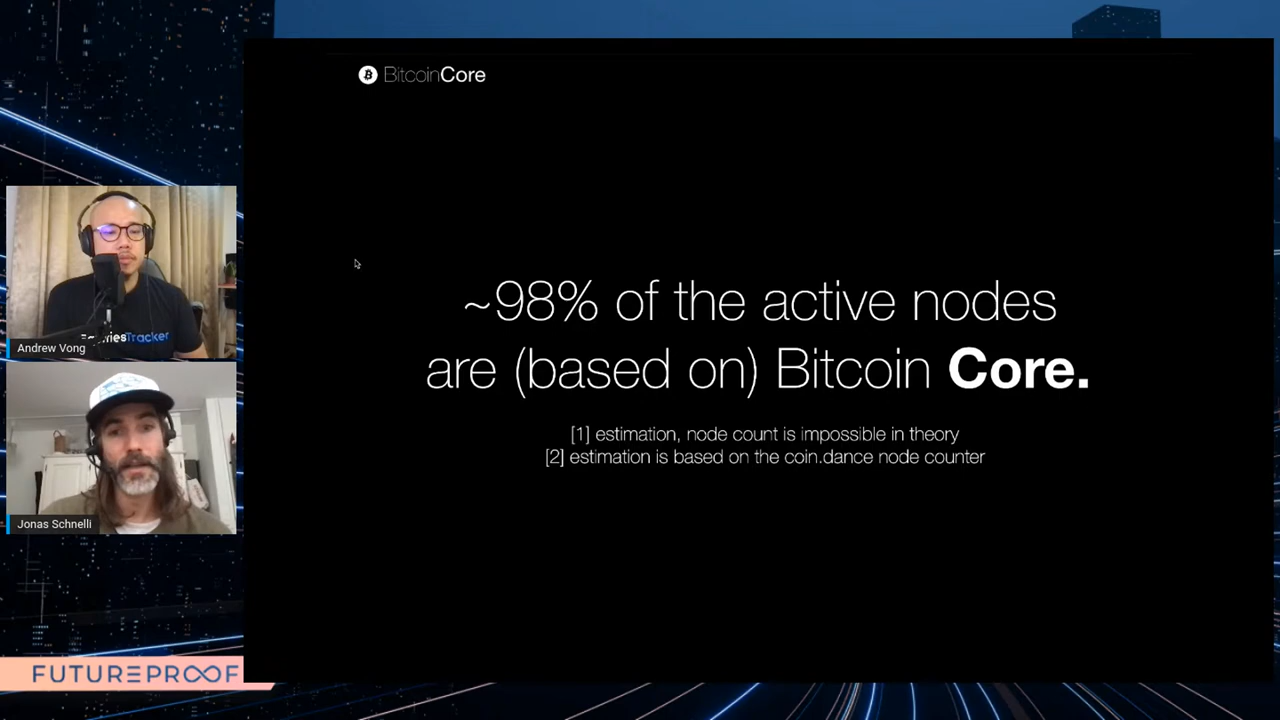 BitcoinCore
~98% of the active nodes
are (based on) Bitcoin Core.
[1] estimation, node count is impossible in theory
[2] estimation is based on the coin.dance node counter
Tracker
Andrew Vong
Jonas Schnelli
FUTUREPROOF